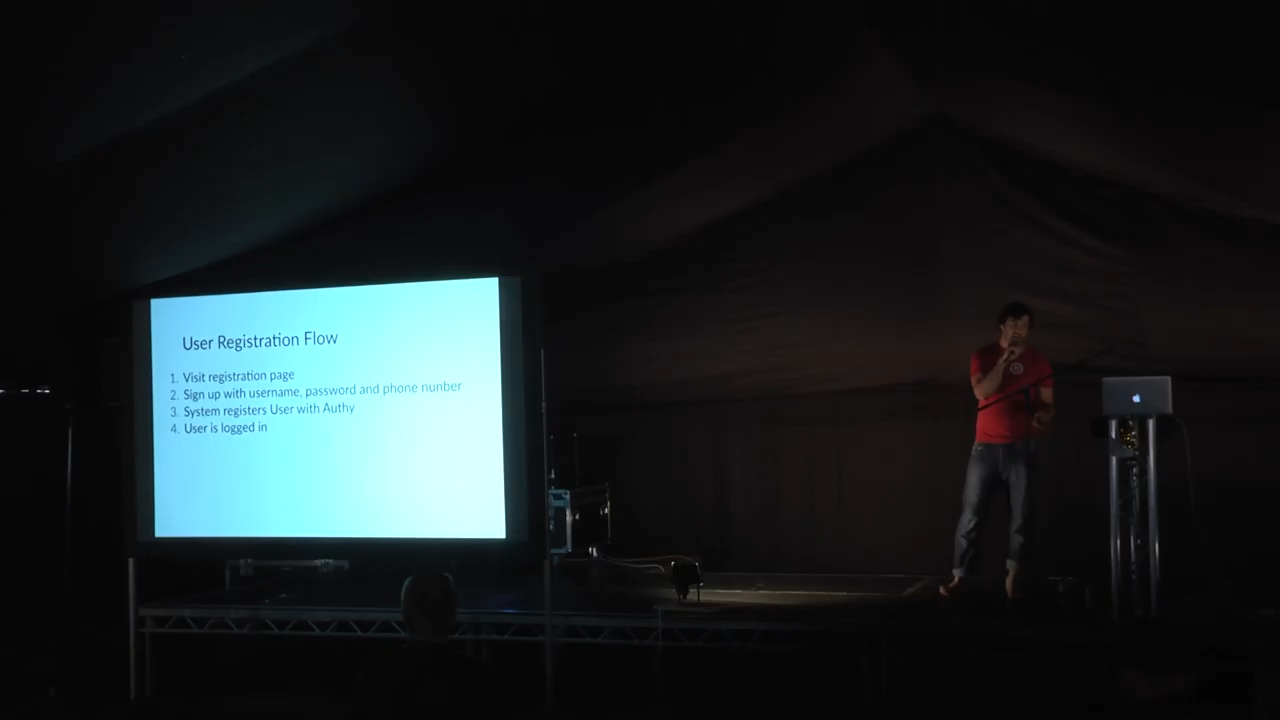 User Registration Flow
1. Visit registration page
2. Sign up with username, password and phone nunber
3. System registers User with Authy
4. User is logged in